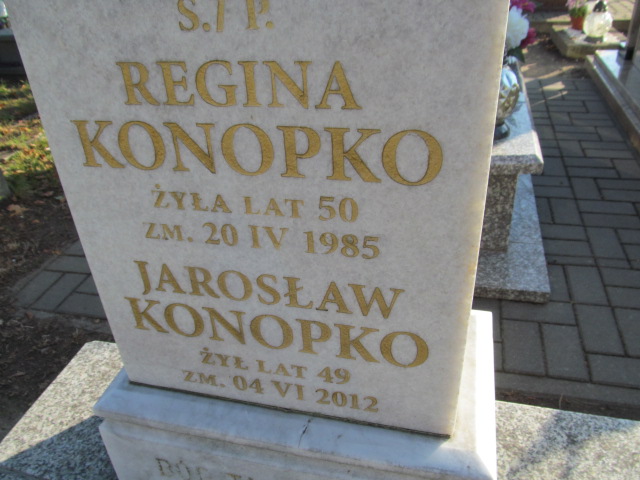 Ś./P.
REGINA
KONOPKO
ŻYŁA LAT 50
ZM. 20 IV 1985
JAROSŁAW
KONOPKO
ŻYŁ LAT 49
ZM. 04 VI 2012